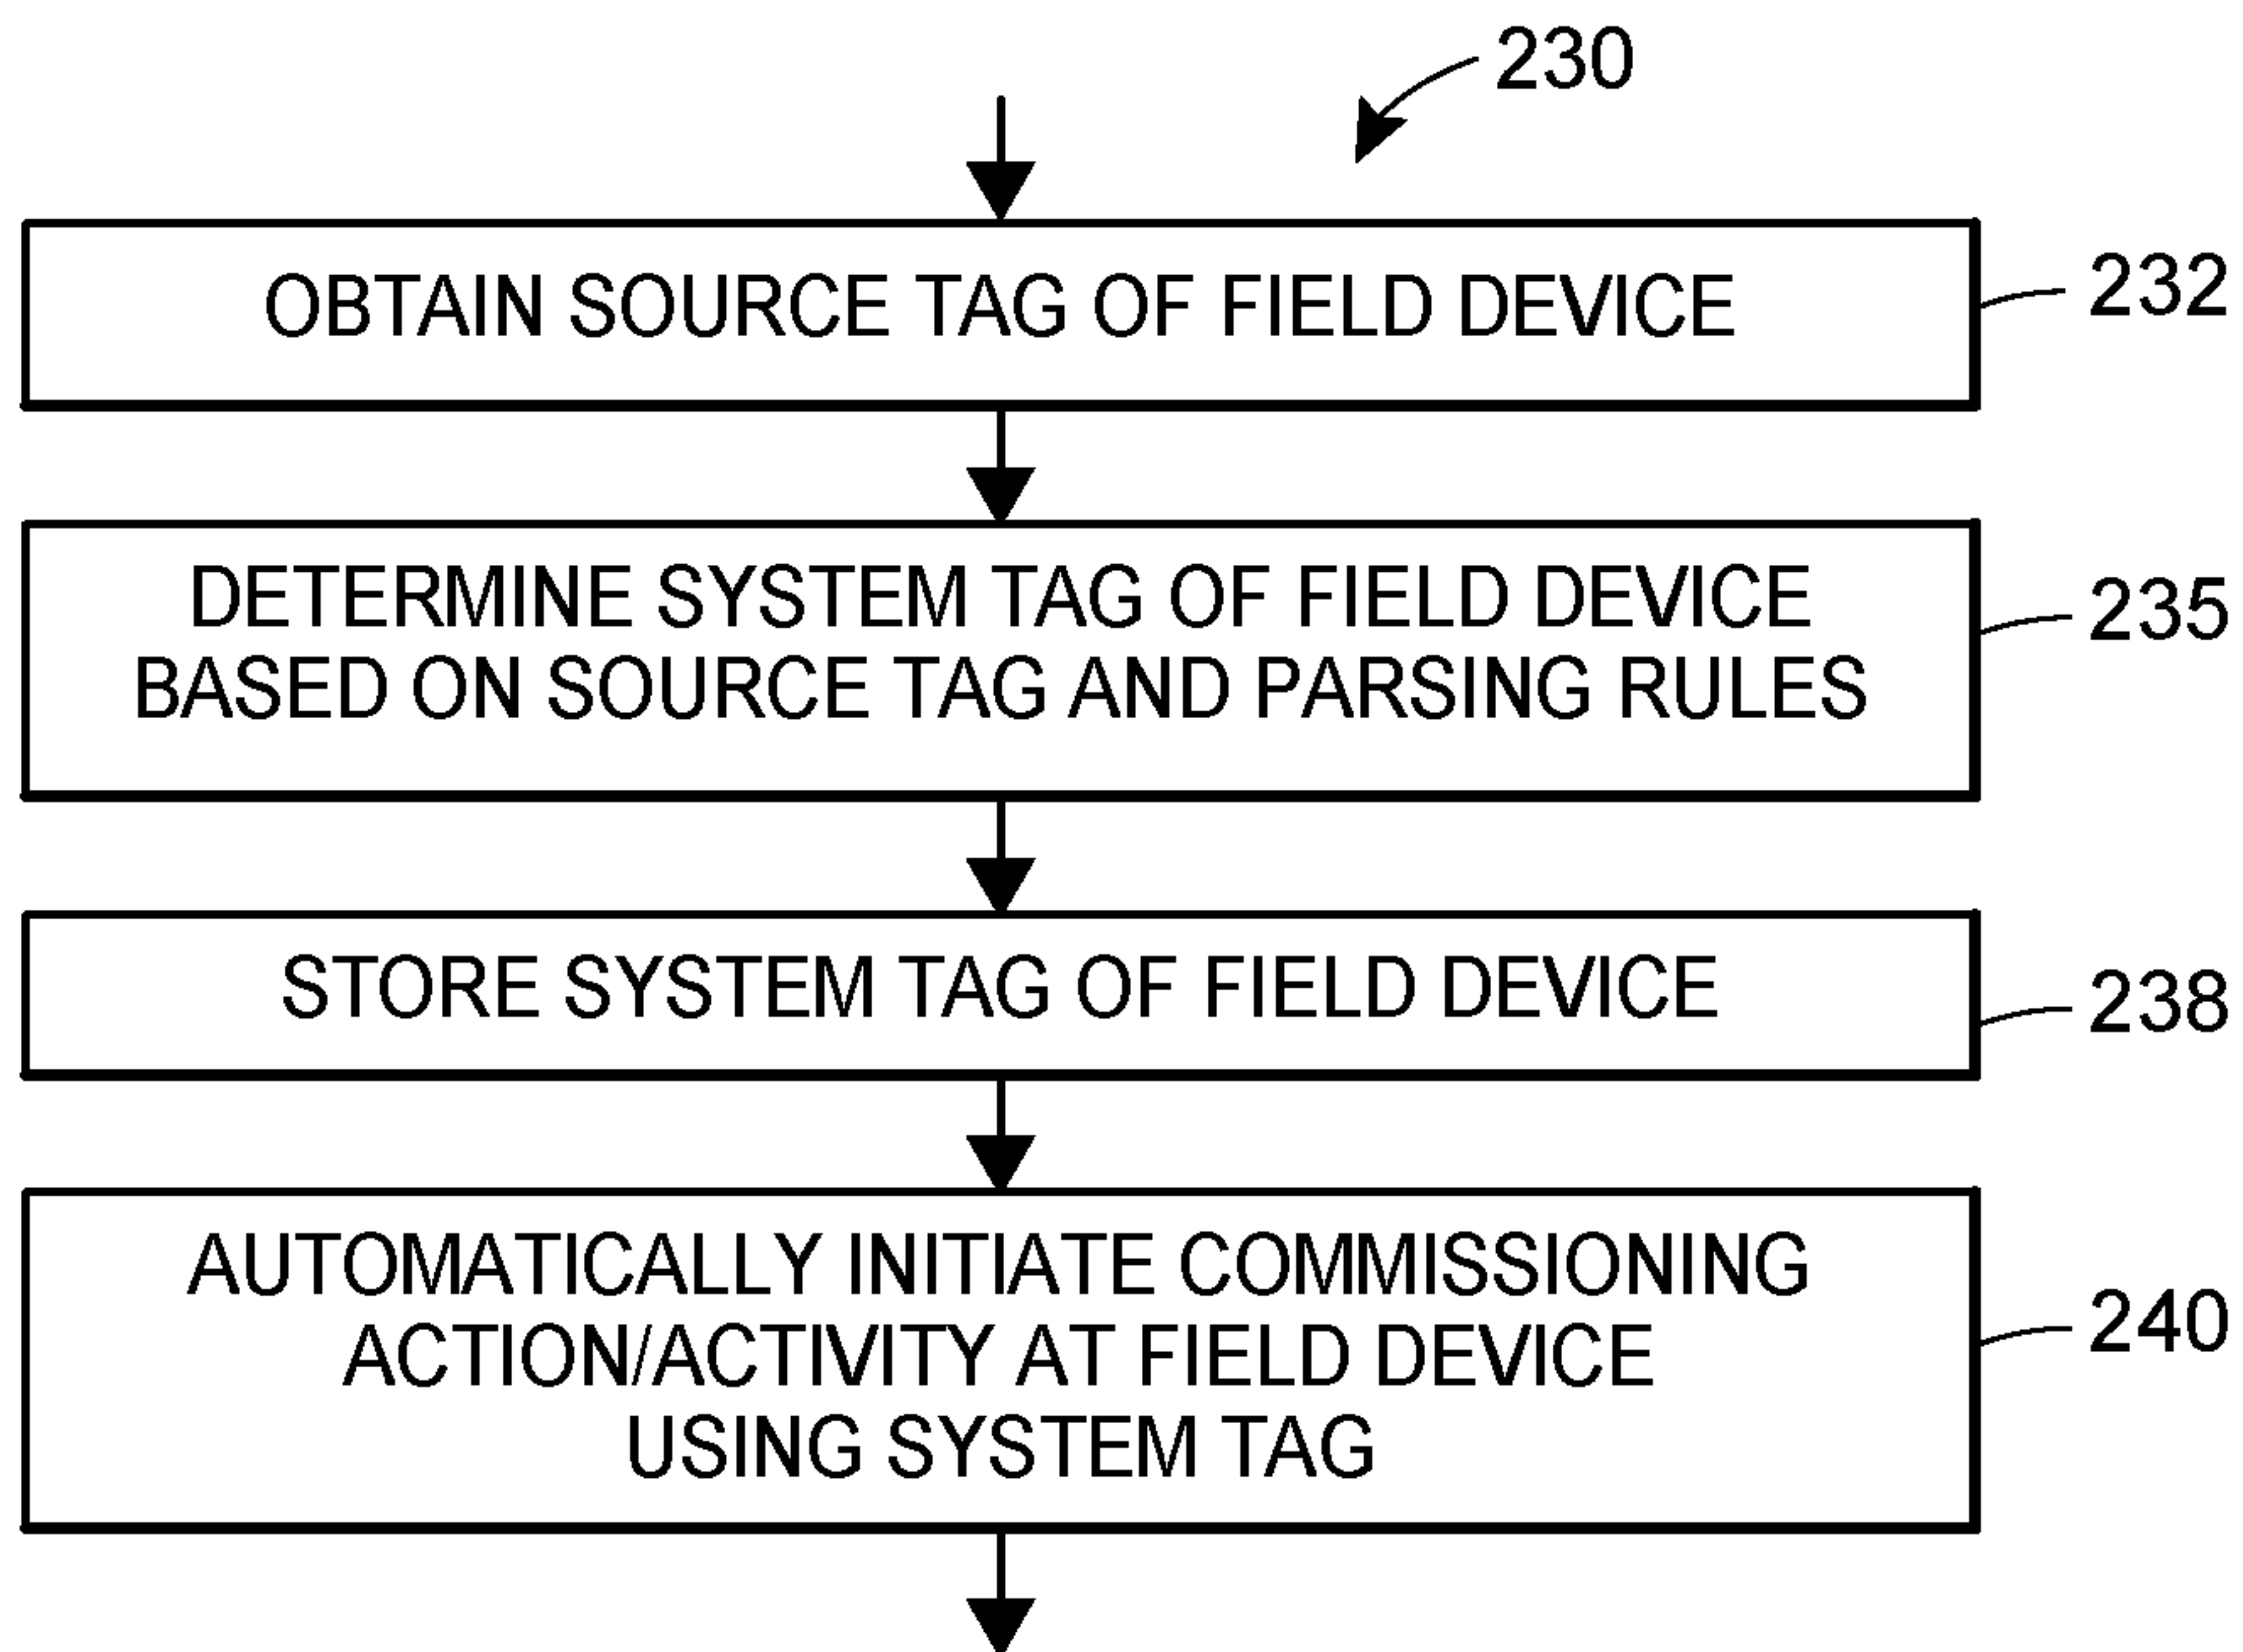 230
OBTAIN SOURCE TAG OF FIELD DEVICE
232
DETERMINE SYSTEM TAG OF FIELD DEVICE
BASED ON SOURCE TAG AND PARSING RULES
235
STORE SYSTEM TAG OF FIELD DEVICE
238
AUTOMATICALLY INITIATE COMMISSIONING
ACTION/ACTIVITY AT FIELD DEVICE
USING SYSTEM TAG
240